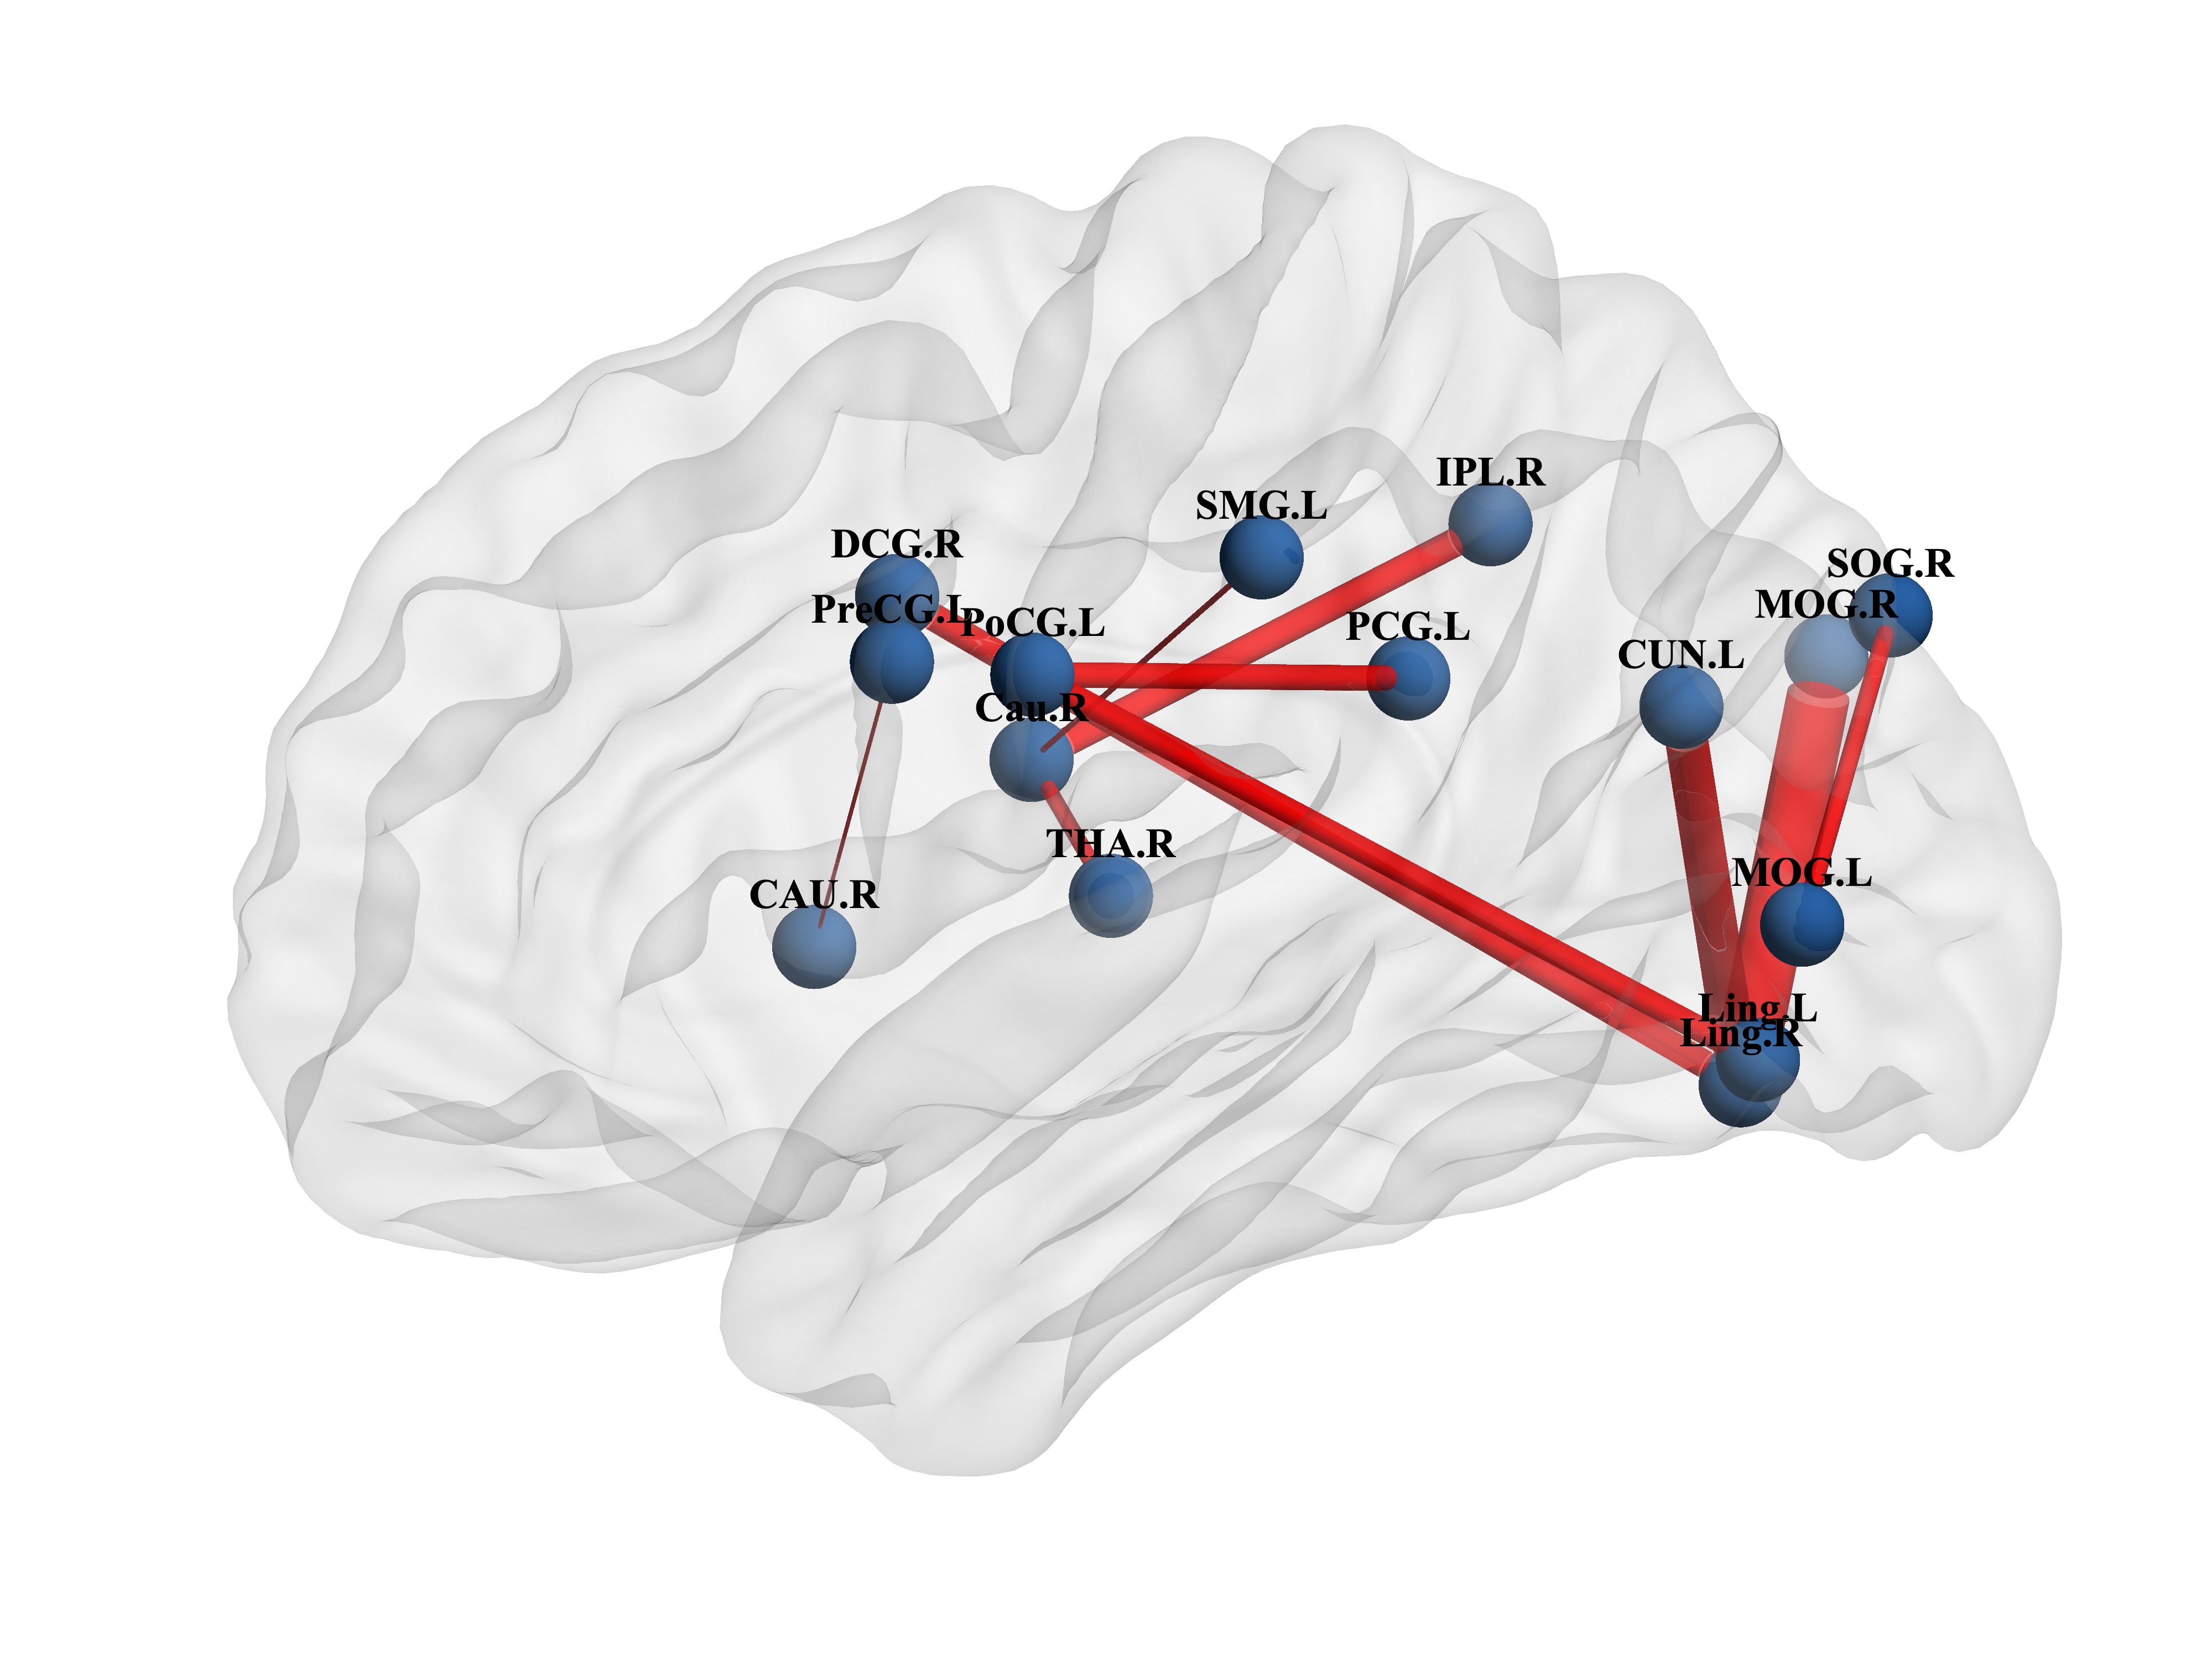 IPL.R
SMG.L
DCG.R
SOG.R
MOG.R
PreCG.L
PoCG.L
PCG.L
CUN.L
Cau.R
THA.R
MOG.L
CAU.R
Ling.L
Ling.R